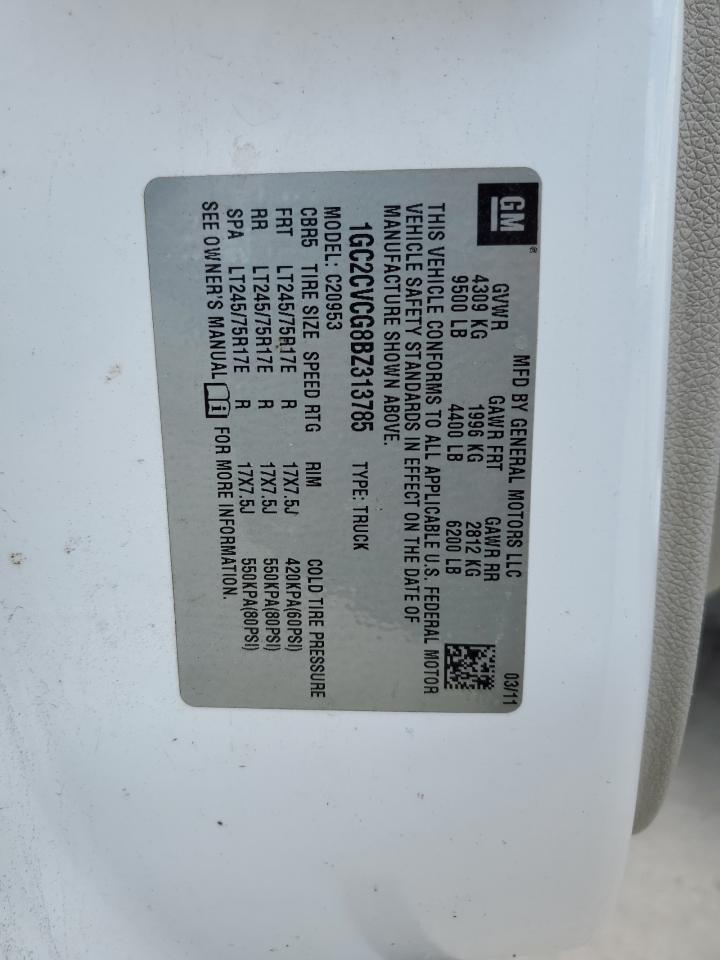 GM®
MFD BY GENERAL MOTORS LLC 03/11
GVWR GAWR FRT GAWR RR
4309 KG 1996 KG 2812 KG
9500 LB 4400 LB 6200 LB
THIS VEHICLE CONFORMS TO ALL APPLICABLE U.S. FEDERAL MOTOR
VEHICLE SAFETY STANDARDS IN EFFECT ON THE DATE OF
MANUFACTURE SHOWN ABOVE.
1GC2CVCG8BZ313785 TYPE: TRUCK
MODEL: C20953
CBR5 TIRE SIZE SPEED RTG RIM COLD TIRE PRESSURE
FRT LT245/75R17E R 17X7.5J 420KPA(60PSI)
RR LT245/75R17E R 17X7.5J 550KPA(80PSI)
SPA LT245/75R17E R 17X7.5J 550KPA(80PSI)
SEE OWNER'S MANUAL i FOR MORE INFORMATION.